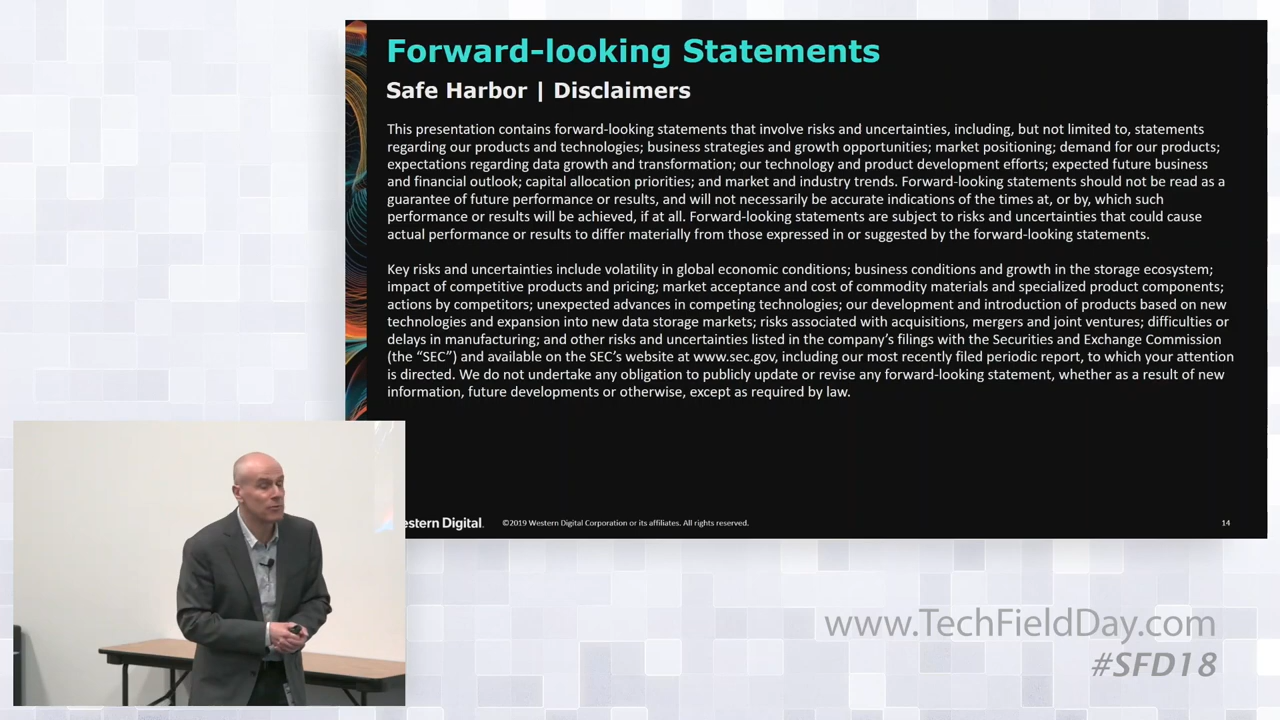 Forward-looking Statements
Safe Harbor | Disclaimers
This presentation contains forward-looking statements that involve risks and uncertainties, including, but not limited to, statements
regarding our products and technologies; business strategies and growth opportunities; market positioning; demand for our products;
expectations regarding data growth and transformation; our technology and product development efforts; expected future business
and financial outlook; capital allocation priorities; and market and industry trends. Forward-looking statements should not be read as a
guarantee of future performance or results, and will not necessarily be accurate indications of the times at, or by, which such
performance or results will be achieved, if at all. Forward-looking statements are subject to risks and uncertainties that could cause
actual performance or results to differ materially from those expressed in or suggested by the forward-looking statements.
Key risks and uncertainties include volatility in global economic conditions; business conditions and growth in the storage ecosystem;
impact of competitive products and pricing; market acceptance and cost of commodity materials and specialized product components;
actions by competitors; unexpected advances in competing technologies; our development and introduction of products based on new
technologies and expansion into new data storage markets; risks associated with acquisitions, mergers and joint ventures; difficulties or
delays in manufacturing; and other risks and uncertainties listed in the company’s filings with the Securities and Exchange Commission
(the “SEC”) and available on the SEC’s website at www.sec.gov, including our most recently filed periodic report, to which your attention
is directed. We do not undertake any obligation to publicly update or revise any forward-looking statement, whether as a result of new
information, future developments or otherwise, except as required by law.
estern Digital.
©2019 Western Digital Corporation or its affiliates. All rights reserved.
14
www.TechFieldDay.com
#SFD18